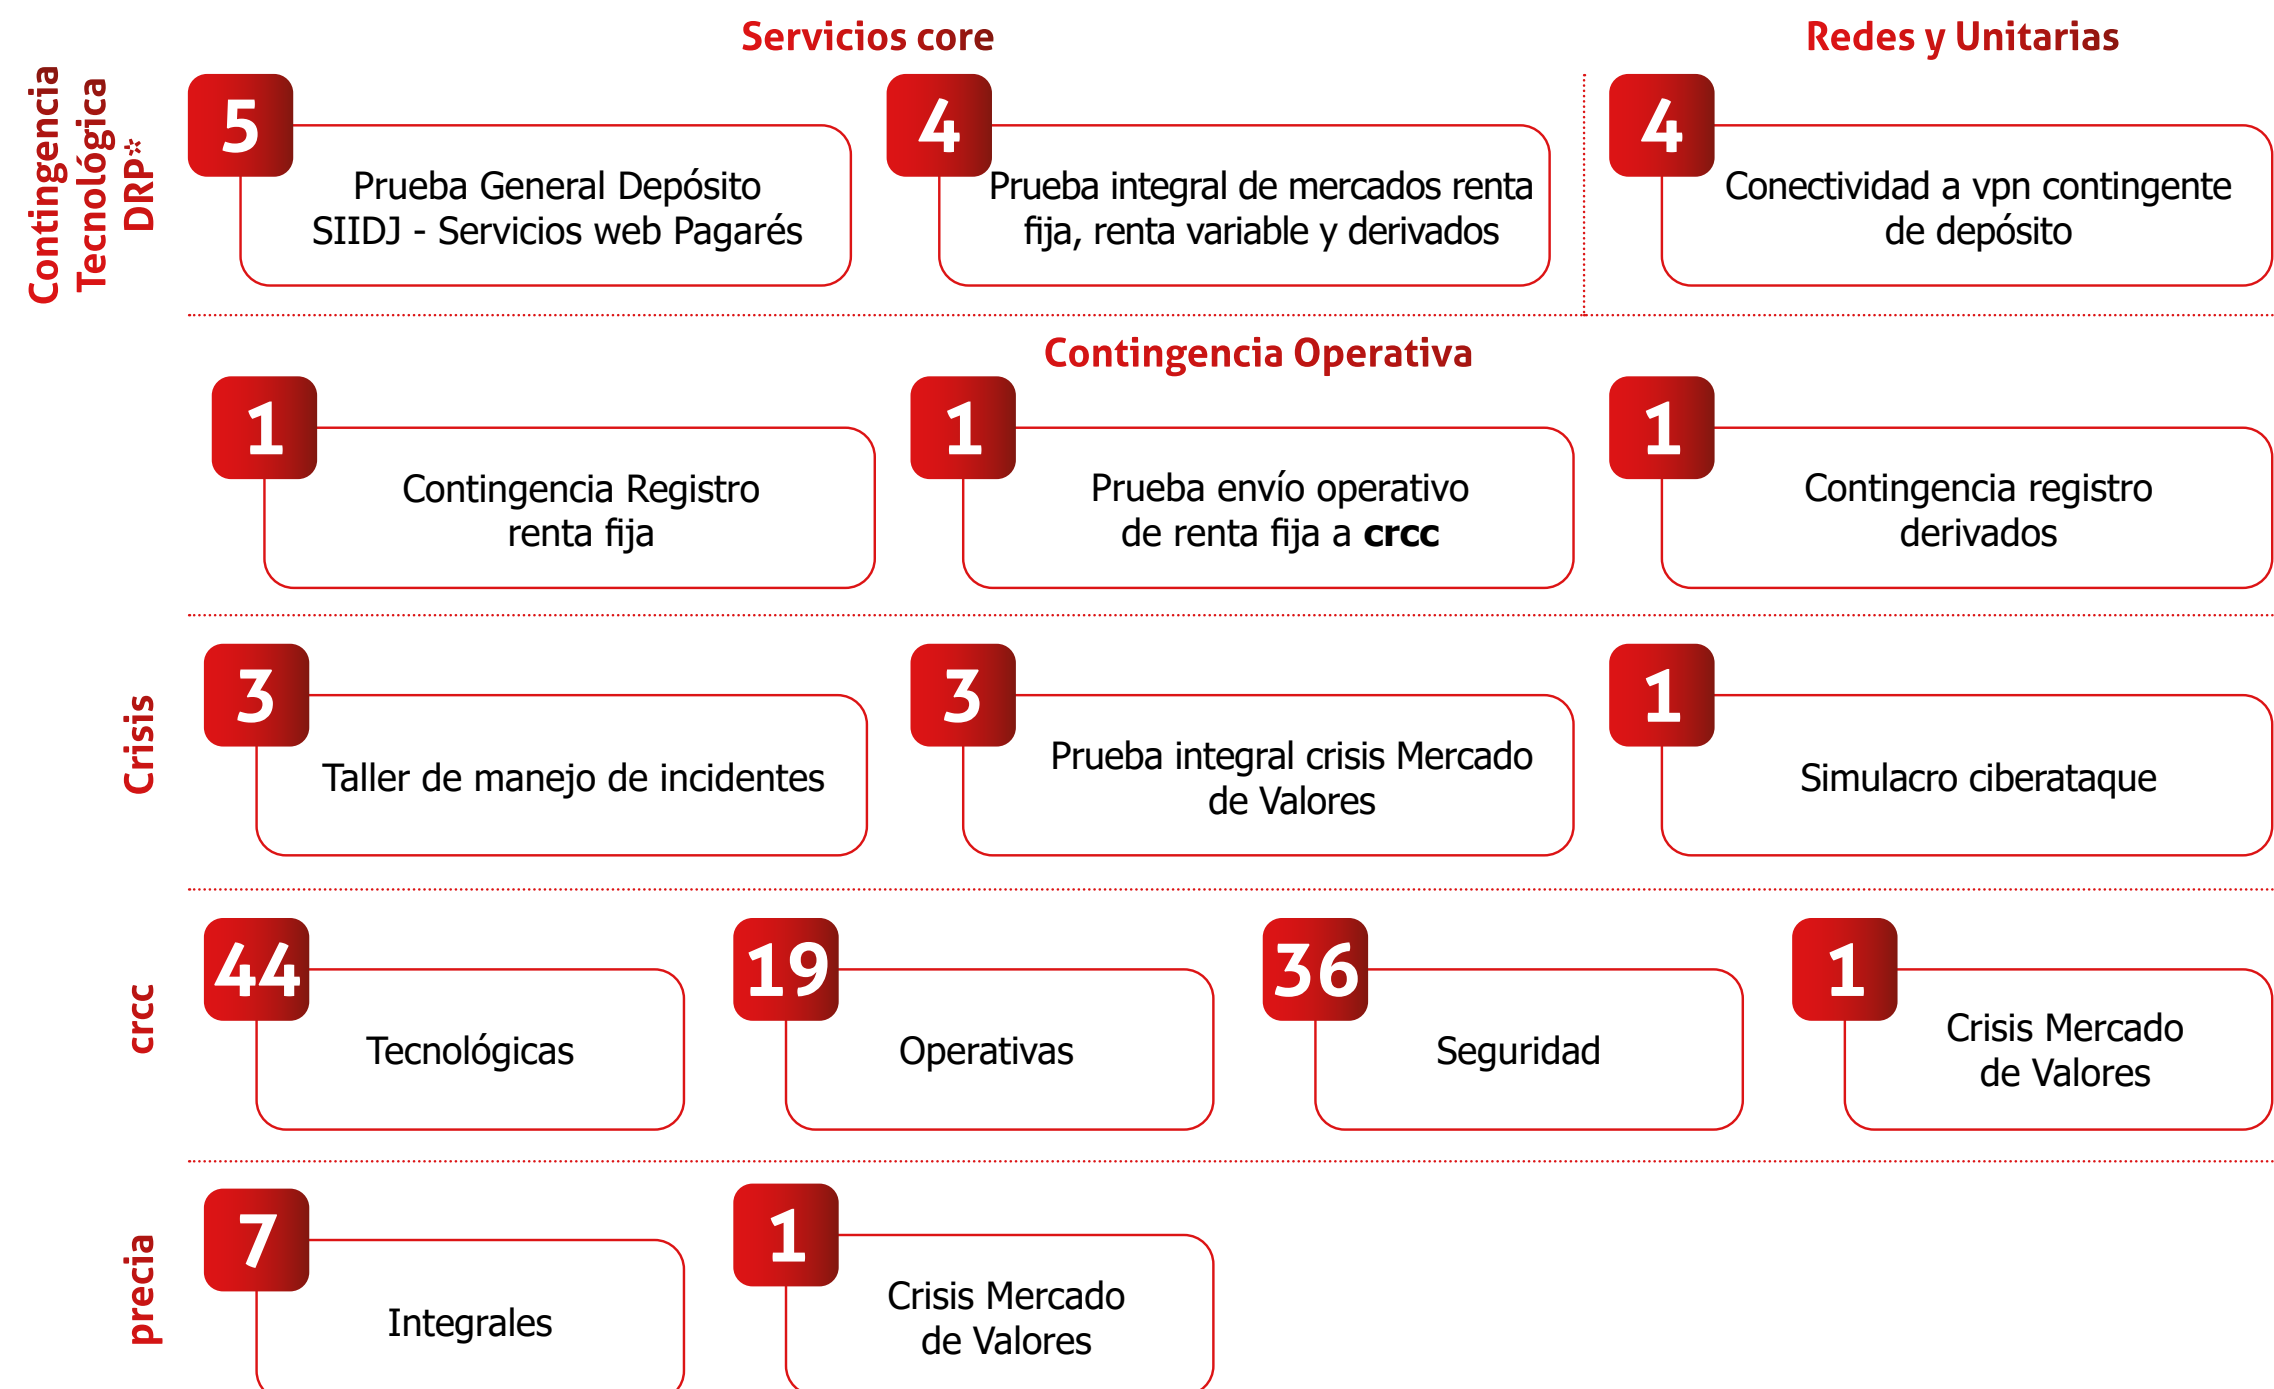 Servicios core
Redes y Unitarias
Contingencia
Tecnológica
DRP*
5
Prueba General Depósito
SIIDJ - Servicios web Pagarés
4
Prueba integral de mercados renta
fija, renta variable y derivados
4
Conectividad a vpn contingente
de depósito
Contingencia Operativa
1
Contingencia Registro
renta fija
1
Prueba envío operativo
de renta fija a crcc
1
Contingencia registro
derivados
Crisis
3
Taller de manejo de incidentes
3
Prueba integral crisis Mercado
de Valores
1
Simulacro ciberataque
crcc
44
Tecnológicas
19
Operativas
36
Seguridad
1
Crisis Mercado
de Valores
precia
7
Integrales
1
Crisis Mercado
de Valores